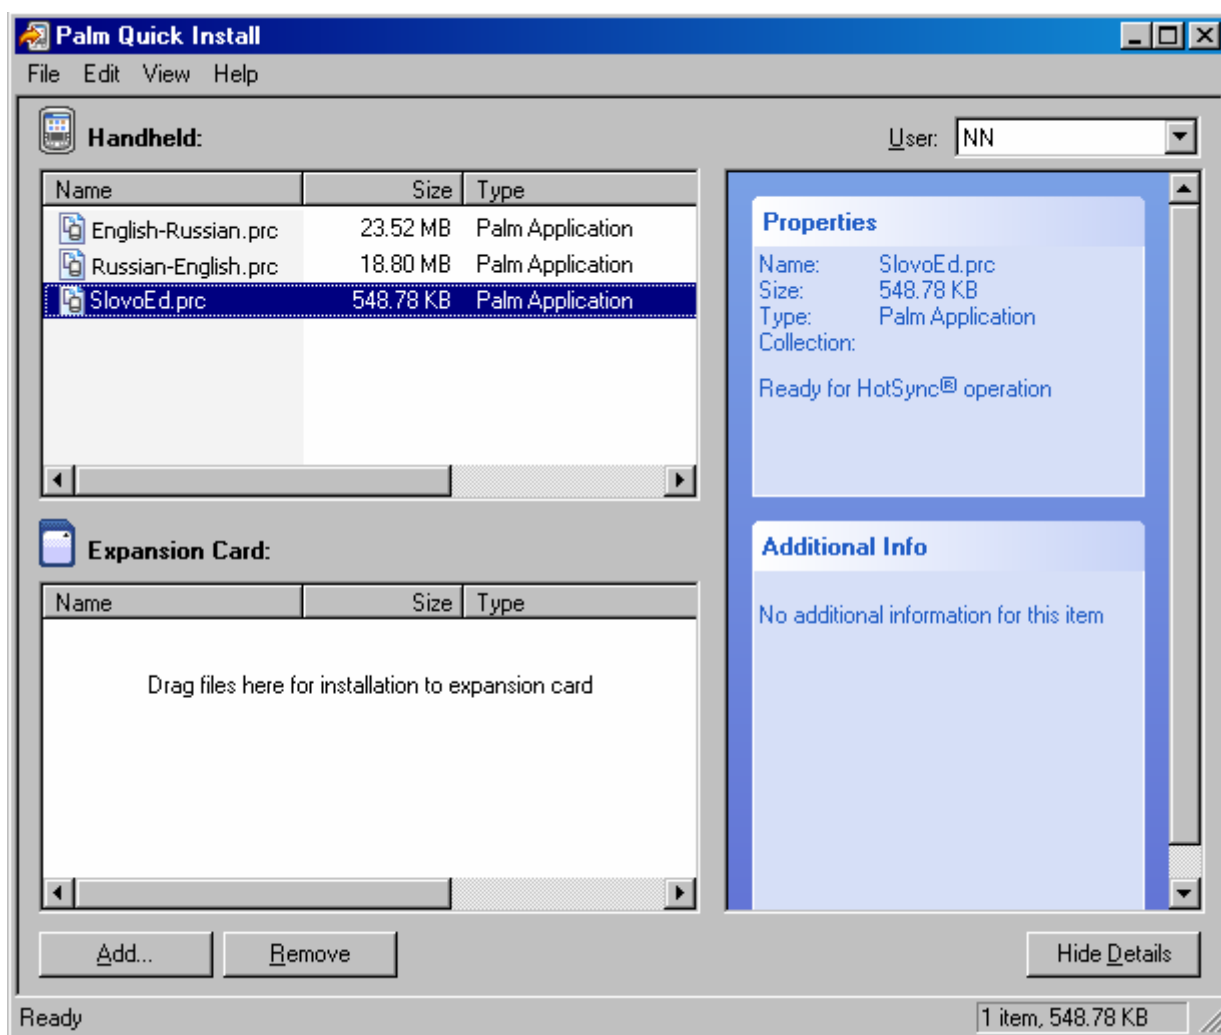 Palm Quick Install
File Edit View Help
Handheld:
User: NN
Name Size Type
English-Russian.prc 23.52 MB Palm Application
Russian-English.prc 18.80 MB Palm Application
SlovoEd.prc 548.78 KB Palm Application
Properties
Name: SlovoEd.prc
Size: 548.78 KB
Type: Palm Application
Collection:
Ready for HotSync® operation
Expansion Card:
Name Size Type
Drag files here for installation to expansion card
Additional Info
No additional information for this item
Add... Remove Hide Details
Ready 1 item, 548.78 KB